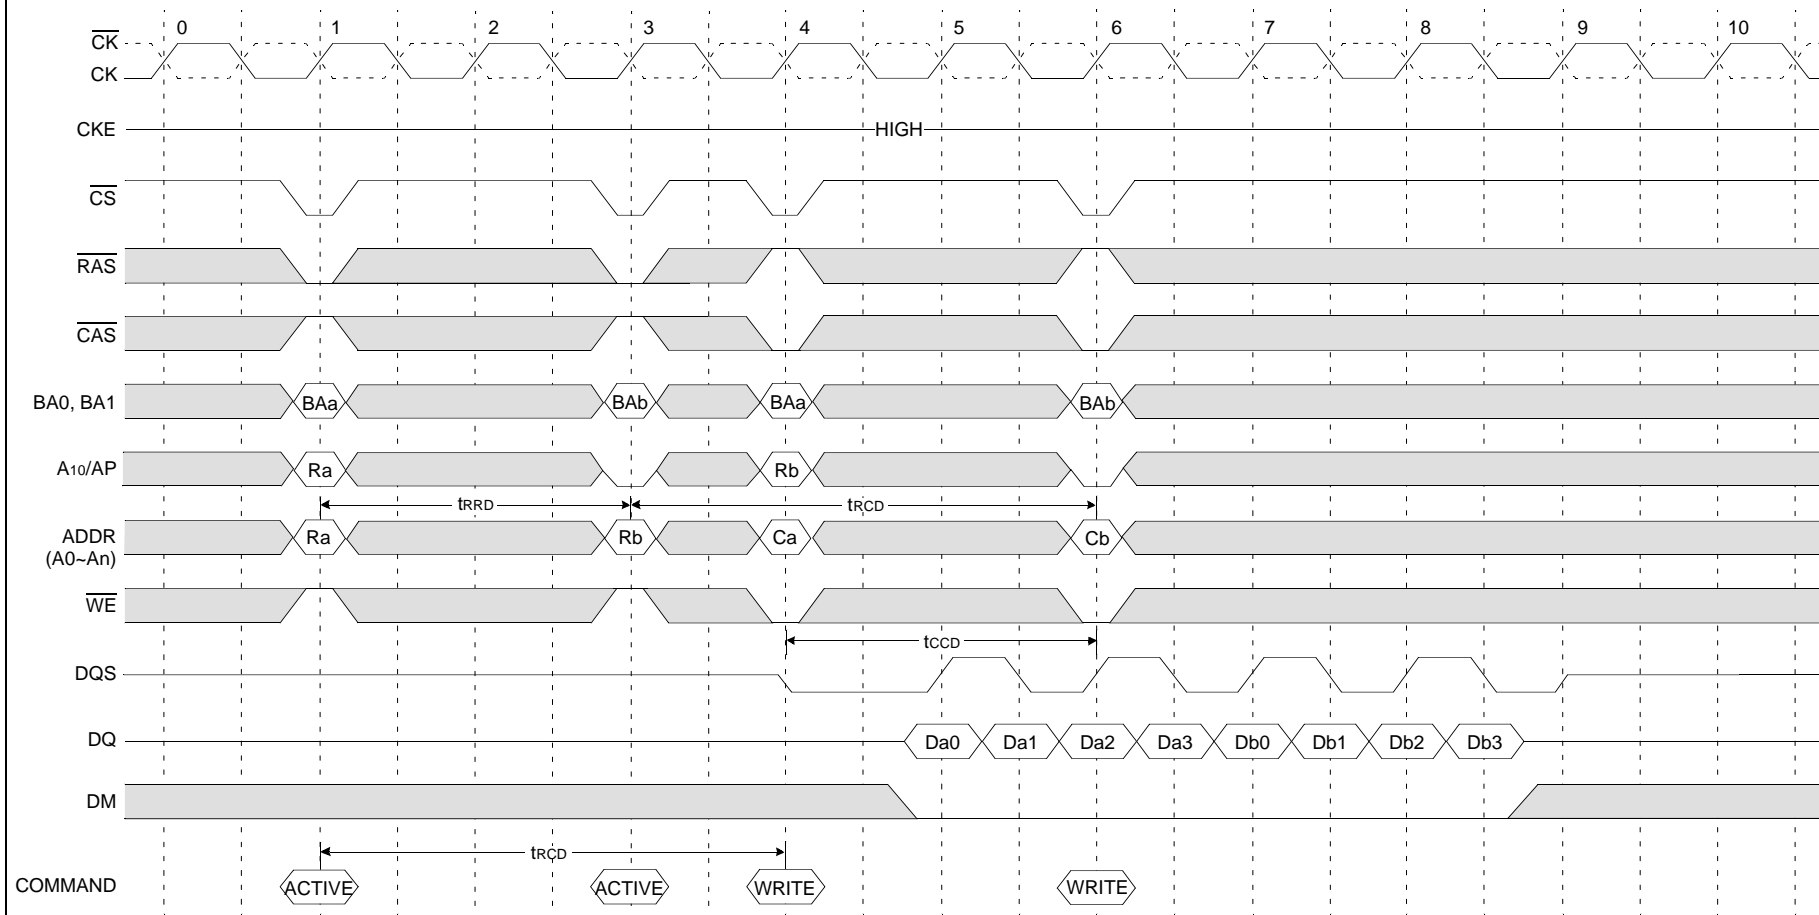 0 1 2 3 4 5 6 7 8 9 10
CK
CK
CKE HIGH
CS
RAS
CAS
BA0, BA1 BAa BAb BAa BAb
A10/AP Ra Rb
tRRD tRCD
ADDR
(A0~An) Ra Rb Ca Cb
WE
tCCD
DQS
DQ Da0 Da1 Da2 Da3 Db0 Db1 Db2 Db3
DM
tRCD
COMMAND ACTIVE ACTIVE WRITE WRITE